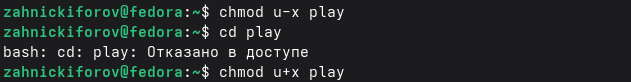 zahnickiforov@fedora:~$ chmod u-x play
zahnickiforov@fedora:~$ cd play
bash: cd: play: Отказано в доступе
zahnickiforov@fedora:~$ chmod u+x play